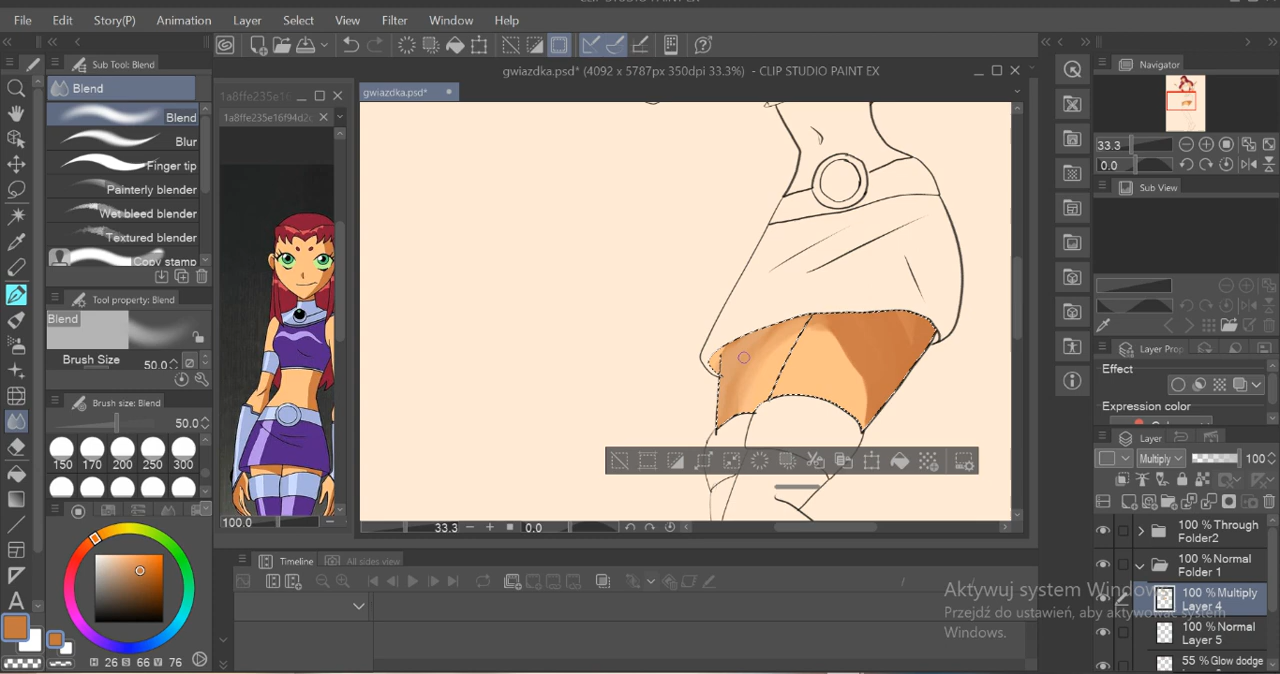 CLIP STUDIO PAINT EX
File Edit Story(P) Animation Layer Select View Filter Window Help
Sub Tool: Blend
Blend
Blend
Blur
Finger tip
Painterly blender
Wet bleed blender
Textured blender
Copy stamp
Tool property: Blend
Blend
Brush Size 50.0
Brush size: Blend
50.0
150 170 200 250 300
H 26 S 66 V 76
1a8ffe235e16
1a8ffe235e16f94d2
100.0
gwiazdka.psd* (4092 x 5787px 350dpi 33.3%) - CLIP STUDIO PAINT EX
gwiazdka.psd*
33.3 0.0
Timeline All sides view
Navigator
33.3
0.0
Sub View
Layer Prop
Effect
Expression color
Layer
Multiply 100
100 % Through
Folder2
100 % Normal
Folder 1
100 % Multiply
Layer 4
100 % Normal
Layer 5
55 % Glow dodge
Aktywuj system Windows
Przejdź do ustawień, aby aktywować system
Windows.